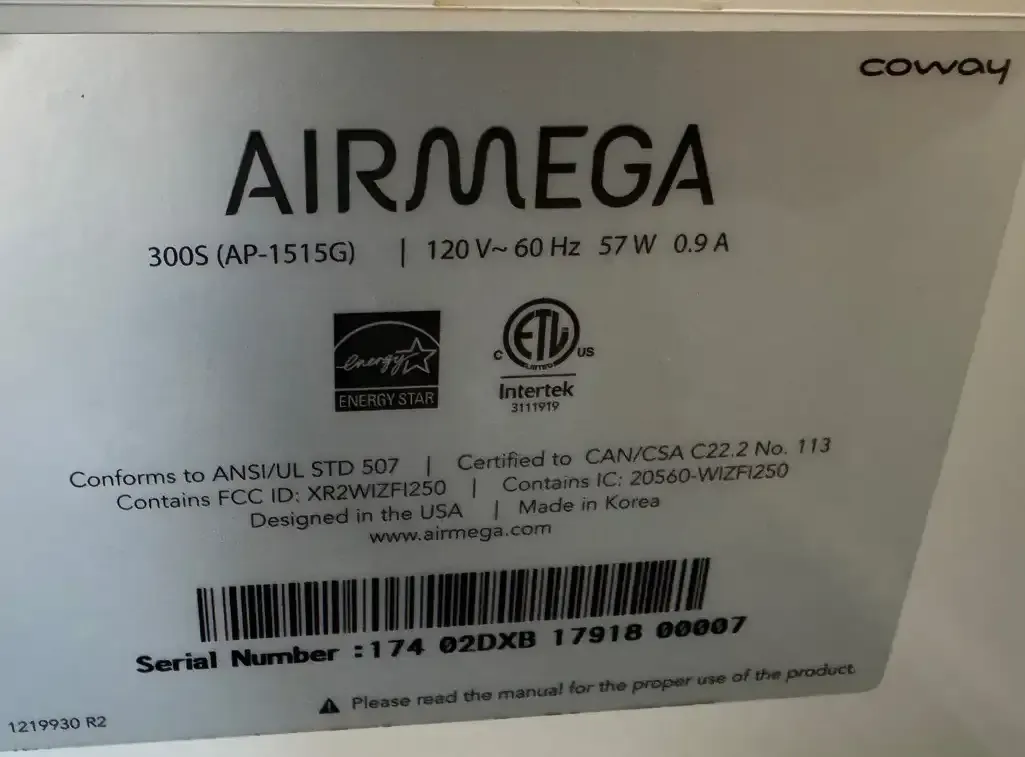 coway
AIRMEGA
300S (AP-1515G) | 120 V~ 60 Hz 57 W 0.9 A
energy
ENERGY STAR
C ETL US
LISTED
Intertek
3111919
Conforms to ANSI/UL STD 507 | Certified to CAN/CSA C22.2 No. 113
Contains FCC ID: XR2WIZFI250 | Contains IC: 20560-WIZFI250
Designed in the USA | Made in Korea
www.airmega.com
Serial Number :174 02DXB 17918 00007
Please read the manual for the proper use of the product.
1219930 R2